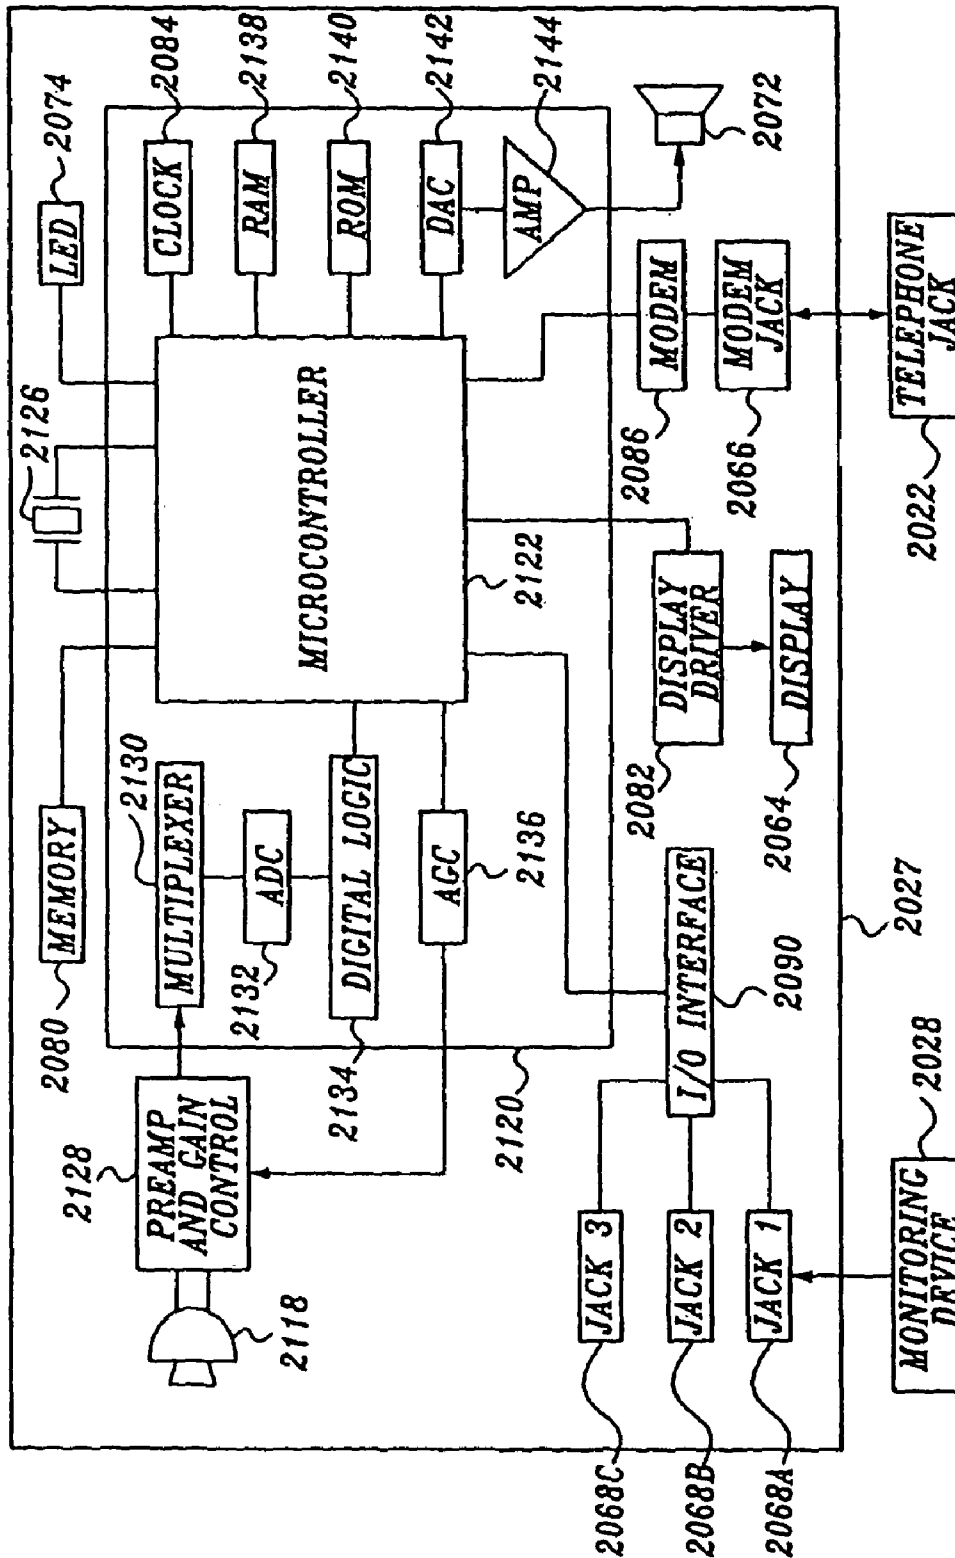 2074
LED
2126
2080
MEMORY
2128
PREAMP
AND GAIN
CONTROL
2118
MULTIPLEXER
2130
ADC
2132
DIGITAL LOGIC
2134
AGC
2136
2120
MICROCONTROLLER
2122
CLOCK
2084
RAM
2138
ROM
2140
DAC
2142
AMP
2144
2072
MODEM
2086
MODEM
JACK
2066
DISPLAY
DRIVER
2082
DISPLAY
2064
I/O INTERFACE
2090
JACK 3
2068C
JACK 2
2068B
JACK 1
2068A
2027
MONITORING
DEVICE
2028
TELEPHONE
JACK
2022